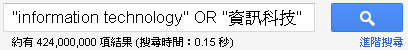 "information technology" OR "資訊科技"
約有 424,000,000 項結果 (搜尋時間：0.15 秒)
進階搜尋